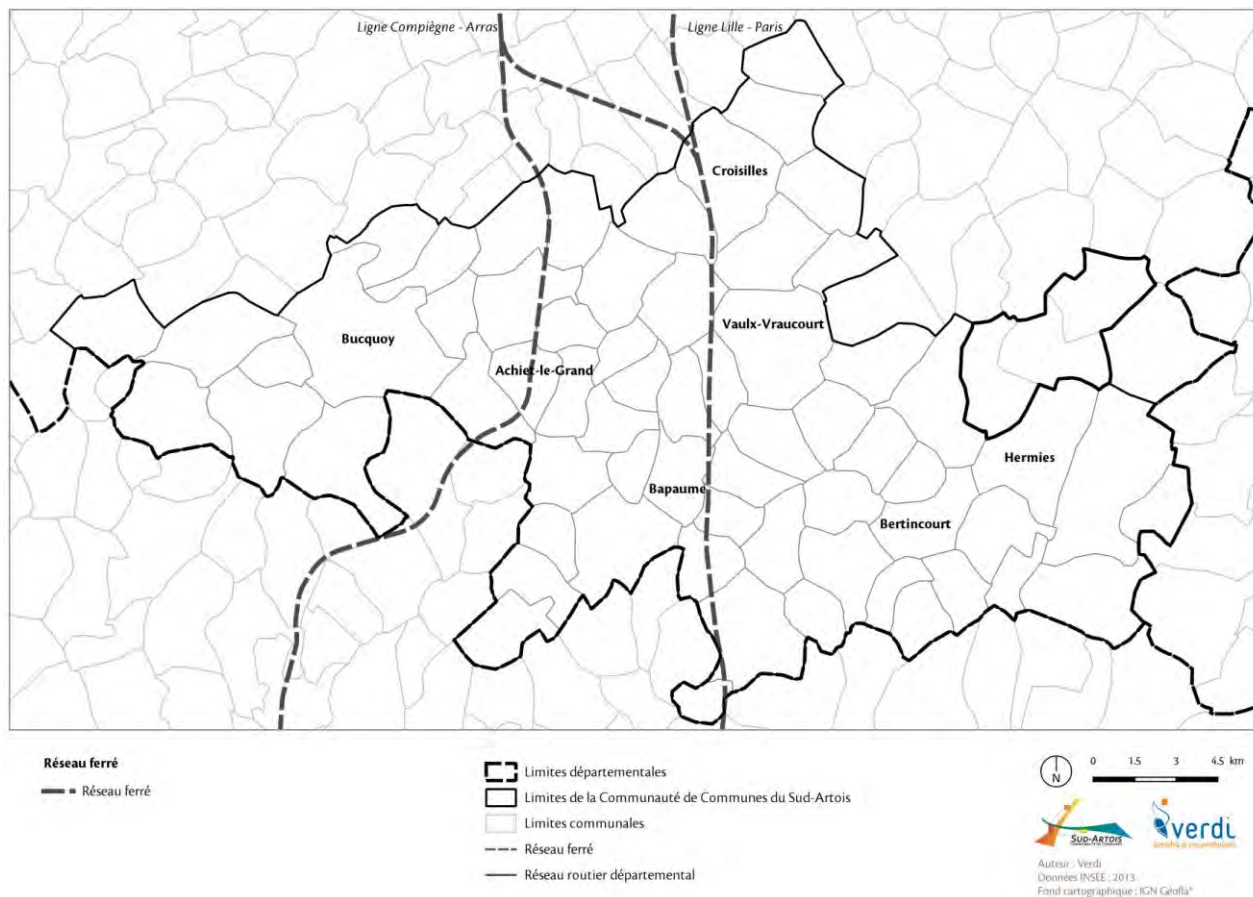 Ligne Compiègne - Arras
Ligne Lille - Paris
Croisilles
Vaulx-Vraucourt
Bucquoy
Achiet-le-Grand
Hermies
Bapaume
Bertincourt
Réseau ferré
Réseau ferré
Limites départementales
Limites de la Communauté de Communes du Sud-Artois
Limites communales
Réseau ferré
Réseau routier départemental
N
0 1.5 3 4.5 km
SUD-ARTOIS
verdi
Auteur : Verdi
Données INSEE : 2013
Fond cartographique : IGN Géofla®